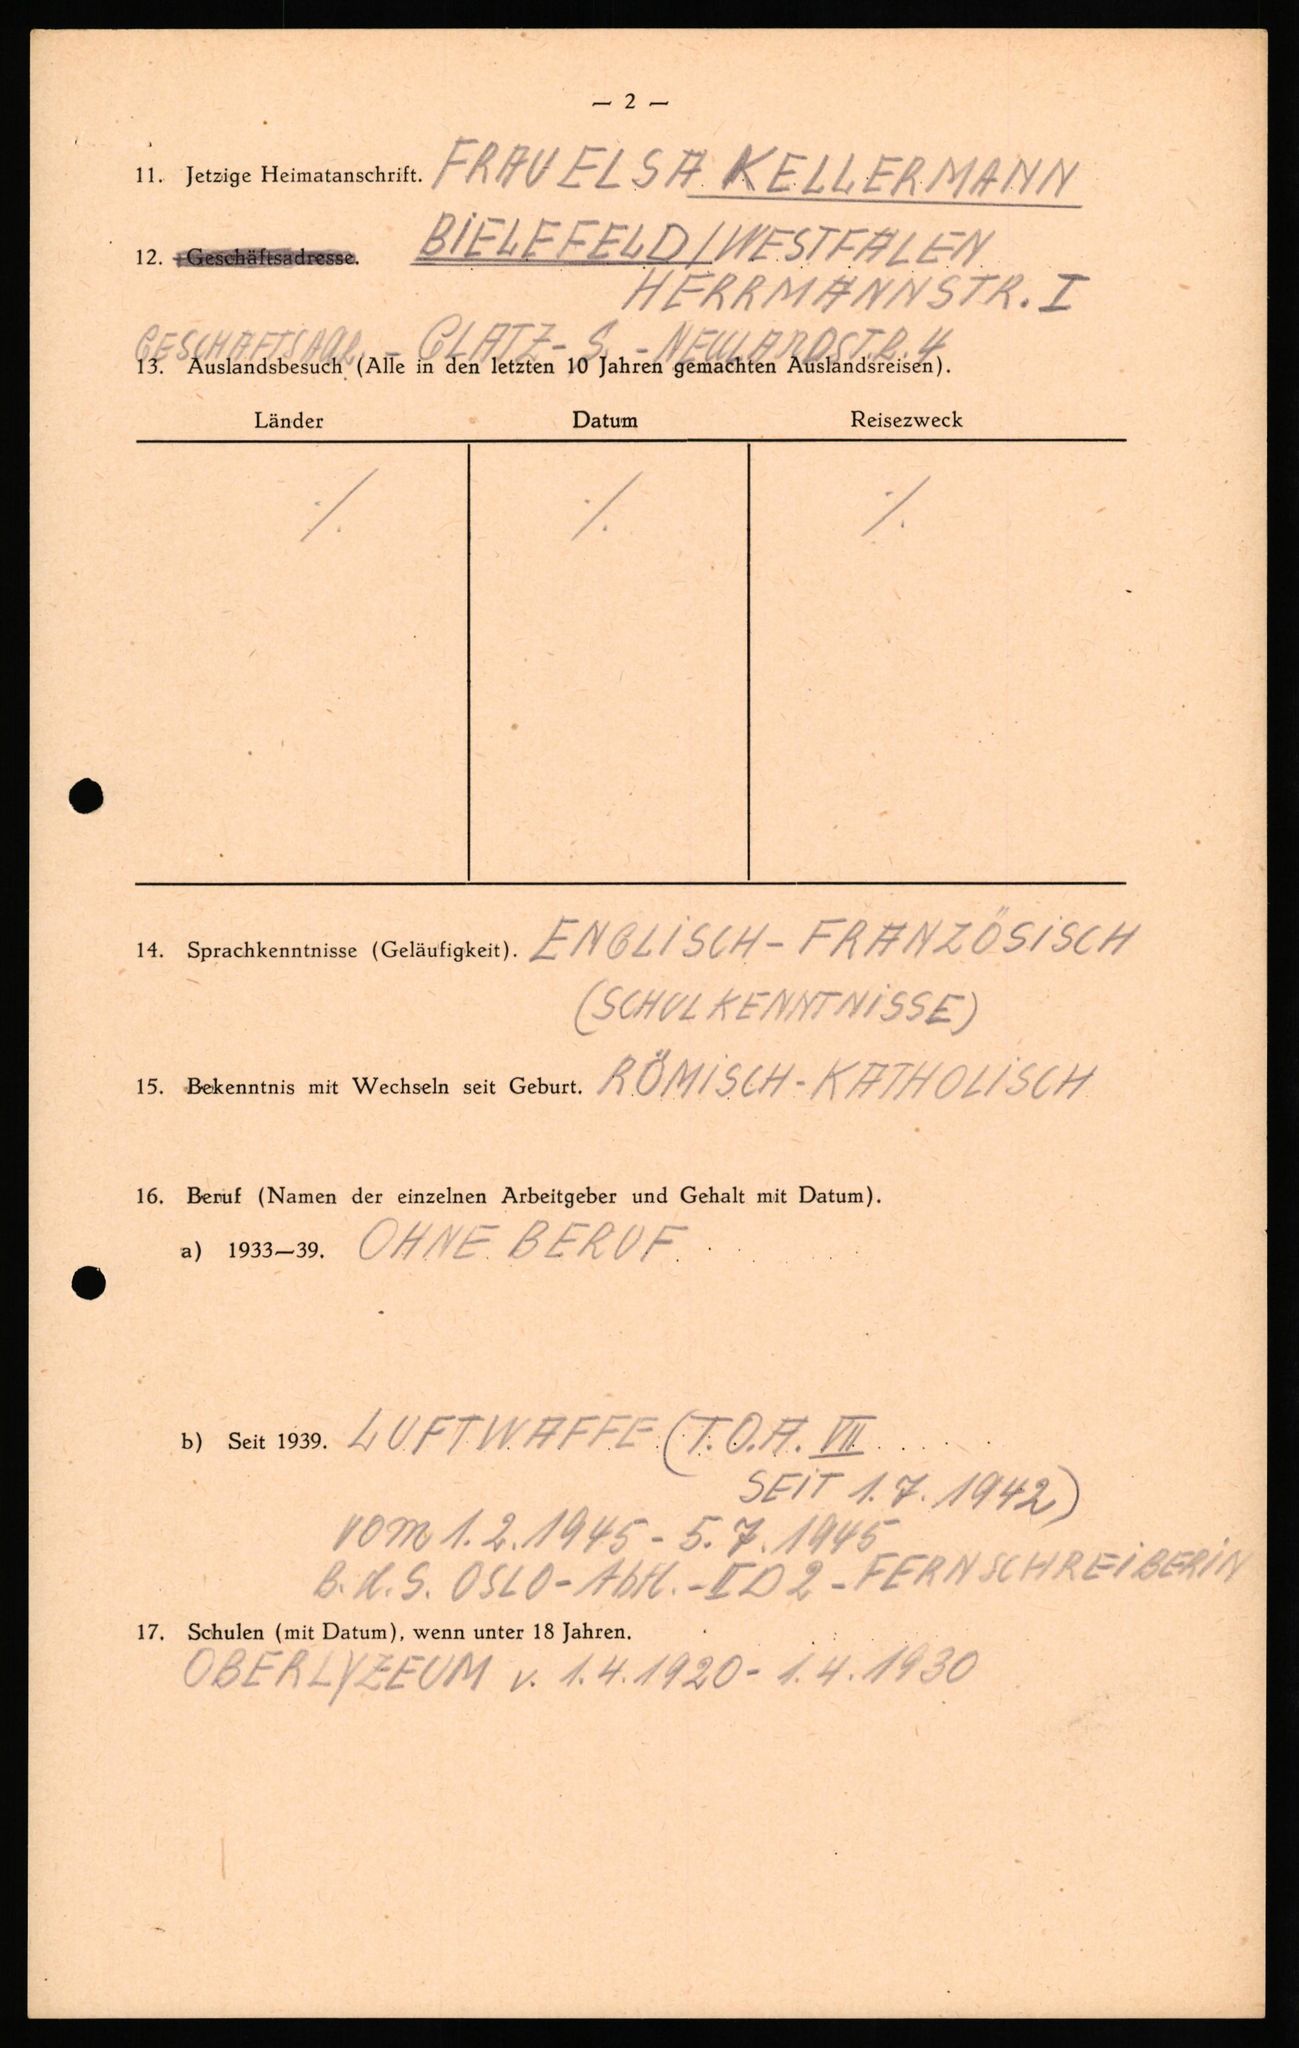 — 2 —
11. Jetzige Heimatanschrift. FRAU ELSA KELLERMANN
12. Geschäftsadresse. BIELEFELD/WESTFALEN
HERRMANNSTR. I
GESCHÄFTSADR. - GLATZ - S. - NEULANDSTR. 4
13. Auslandsbesuch (Alle in den letzten 10 Jahren gemachten Auslandsreisen).
Länder Datum Reisezweck
./. ./. ./.
14. Sprachkenntnisse (Geläufigkeit). ENGLISCH - FRANZÖSISCH
(SCHULKENNTNISSE)
15. Bekenntnis mit Wechseln seit Geburt. RÖMISCH - KATHOLISCH
16. Beruf (Namen der einzelnen Arbeitgeber und Gehalt mit Datum).
a) 1933—39. OHNE BERUF
b) Seit 1939. LUFTWAFFE (T.O.A. VII
SEIT 1.7.1942)
vom 1.2.1945 - 5.7.1945
B.d.S. OSLO - Abtl. - II D 2 - FERNSCHREIBERIN
17. Schulen (mit Datum), wenn unter 18 Jahren.
OBERLYZEUM v. 1.4.1920 - 1.4.1930